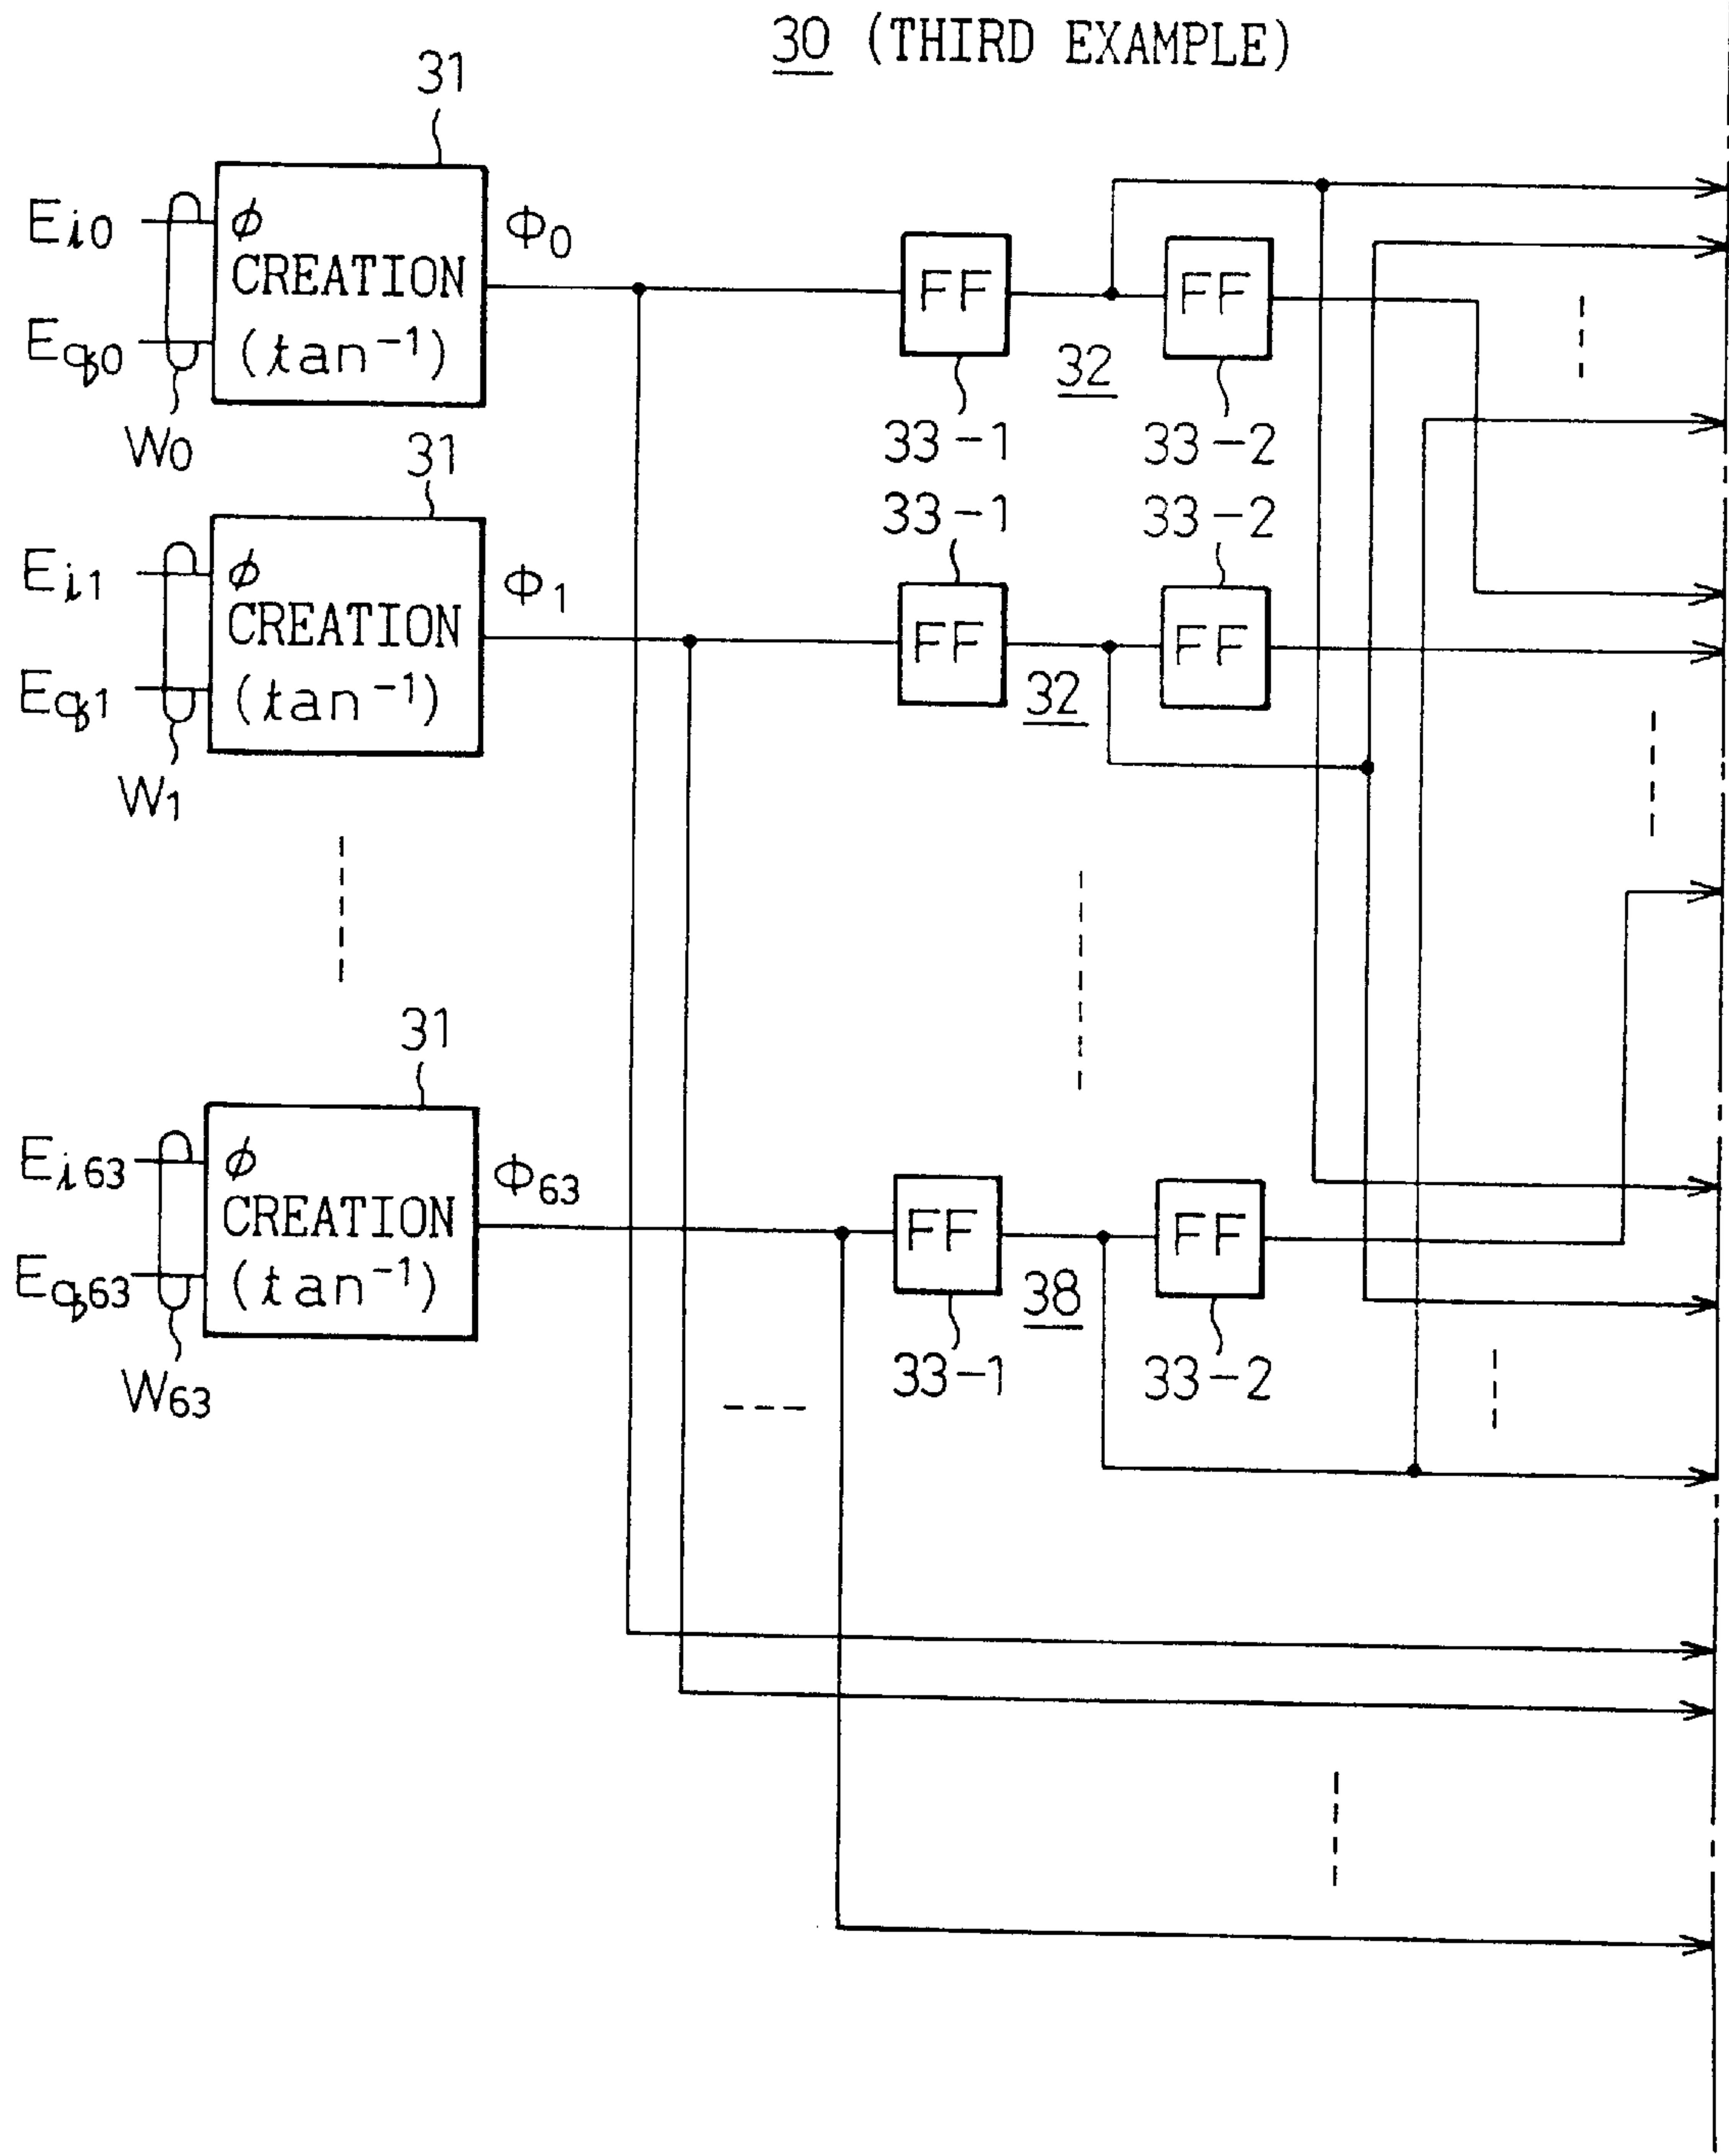 30 (THIRD EXAMPLE)
31
Ei0
Eq0
W0
φ
CREATION
(tan⁻¹)
Φ0
FF
32
FF
33-1
33-2
31
Ei1
Eq1
W1
φ
CREATION
(tan⁻¹)
Φ1
33-1
33-2
FF
32
FF
31
Ei63
Eq63
W63
φ
CREATION
(tan⁻¹)
Φ63
FF
38
FF
33-1
33-2